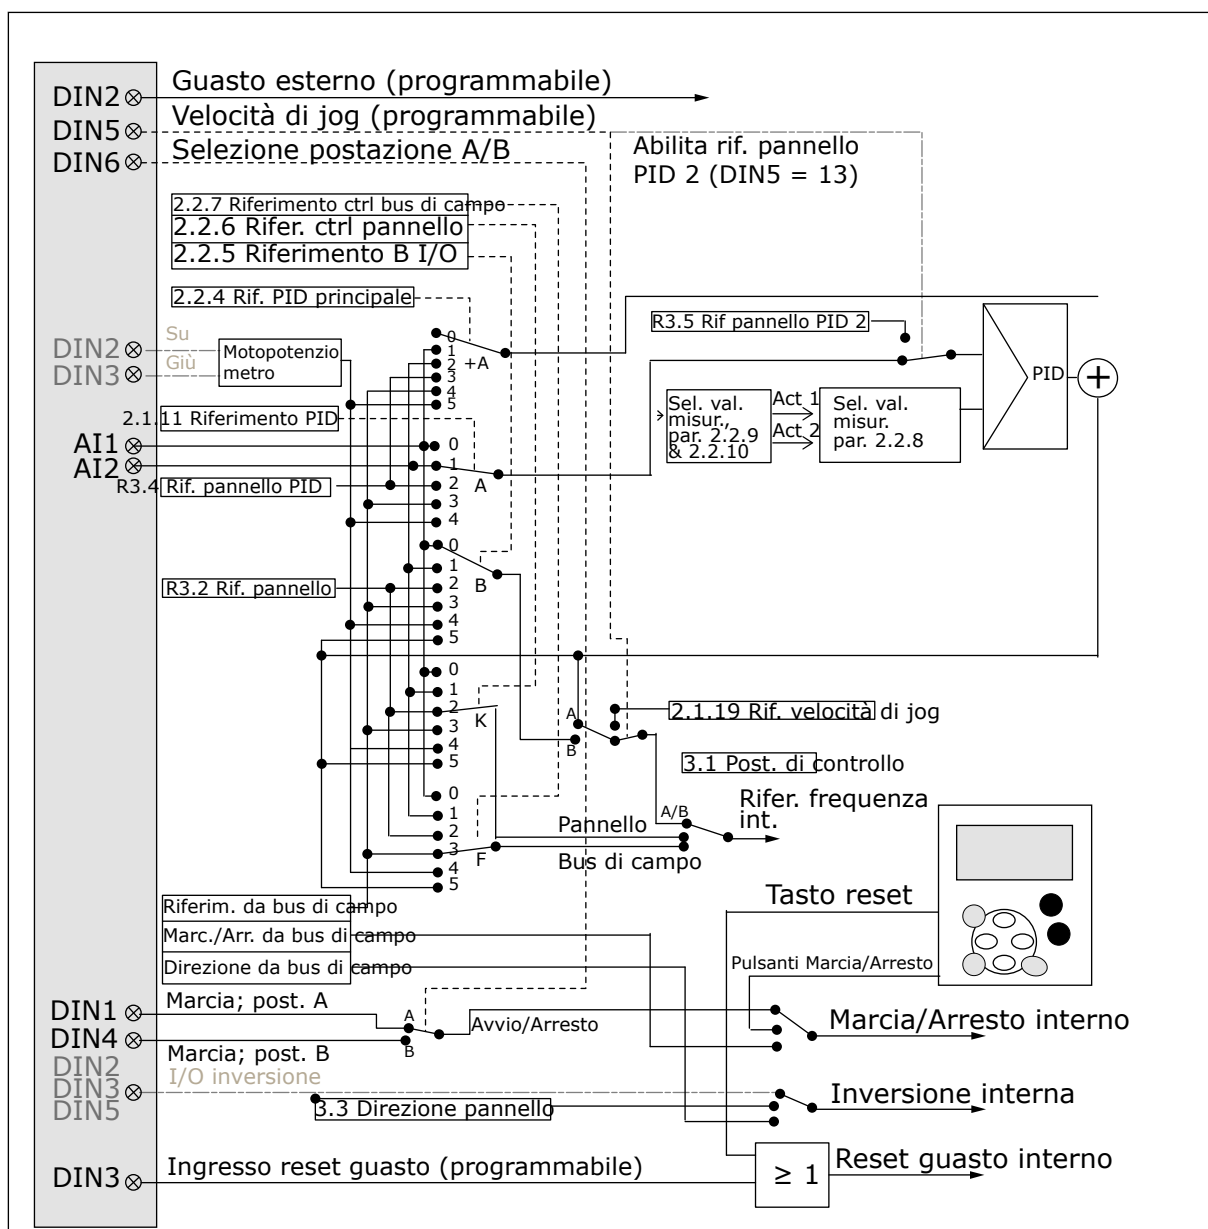 DIN2 Guasto esterno (programmabile)
DIN5 Velocità di jog (programmabile)
DIN6 Selezione postazione A/B
Abilita rif. pannello
PID 2 (DIN5 = 13)
2.2.7 Riferimento ctrl bus di campo
2.2.6 Rifer. ctrl pannello
2.2.5 Riferimento B I/O
2.2.4 Rif. PID principale
R3.5 Rif pannello PID 2
DIN2 Su
DIN3 Giù
Motopotenzio
metro
0
1
2
3
4
5
+A
PID
+
Sel. val.
misur.,
par. 2.2.9
& 2.2.10
Act 1
Act 2
Sel. val.
misur.
par. 2.2.8
2.1.11 Riferimento PID
AI1
AI2
R3.4 Rif. pannello PID
0
1
2
3
4
A
R3.2 Rif. pannello
0
1
2
3
4
5
B
0
1
2
3
4
5
K
A
B
2.1.19 Rif. velocità di jog
3.1 Post. di controllo
0
1
2
3
4
5
F
A/B
Rifer. frequenza
int.
Pannello
Bus di campo
Riferim. da bus di campo
Marc./Arr. da bus di campo
Direzione da bus di campo
Tasto reset
Pulsanti Marcia/Arresto
DIN1 Marcia; post. A
DIN4
Marcia; post. B
A
B
Avvio/Arresto
Marcia/Arresto interno
DIN2
DIN3
DIN5
I/O inversione
3.3 Direzione pannello
Inversione interna
DIN3 Ingresso reset guasto (programmabile)
≥ 1
Reset guasto interno